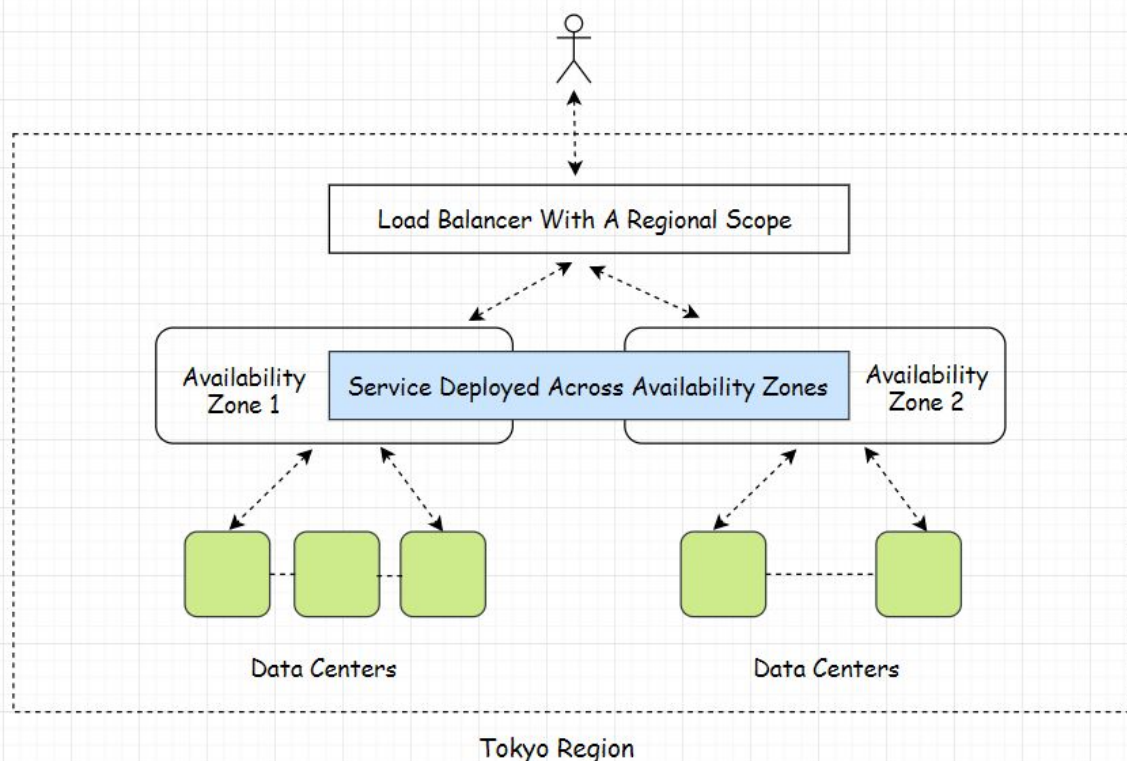 Load Balancer With A Regional Scope
Availability
Zone 1
Service Deployed Across Availability Zones
Availability
Zone 2
Data Centers
Data Centers
Tokyo Region